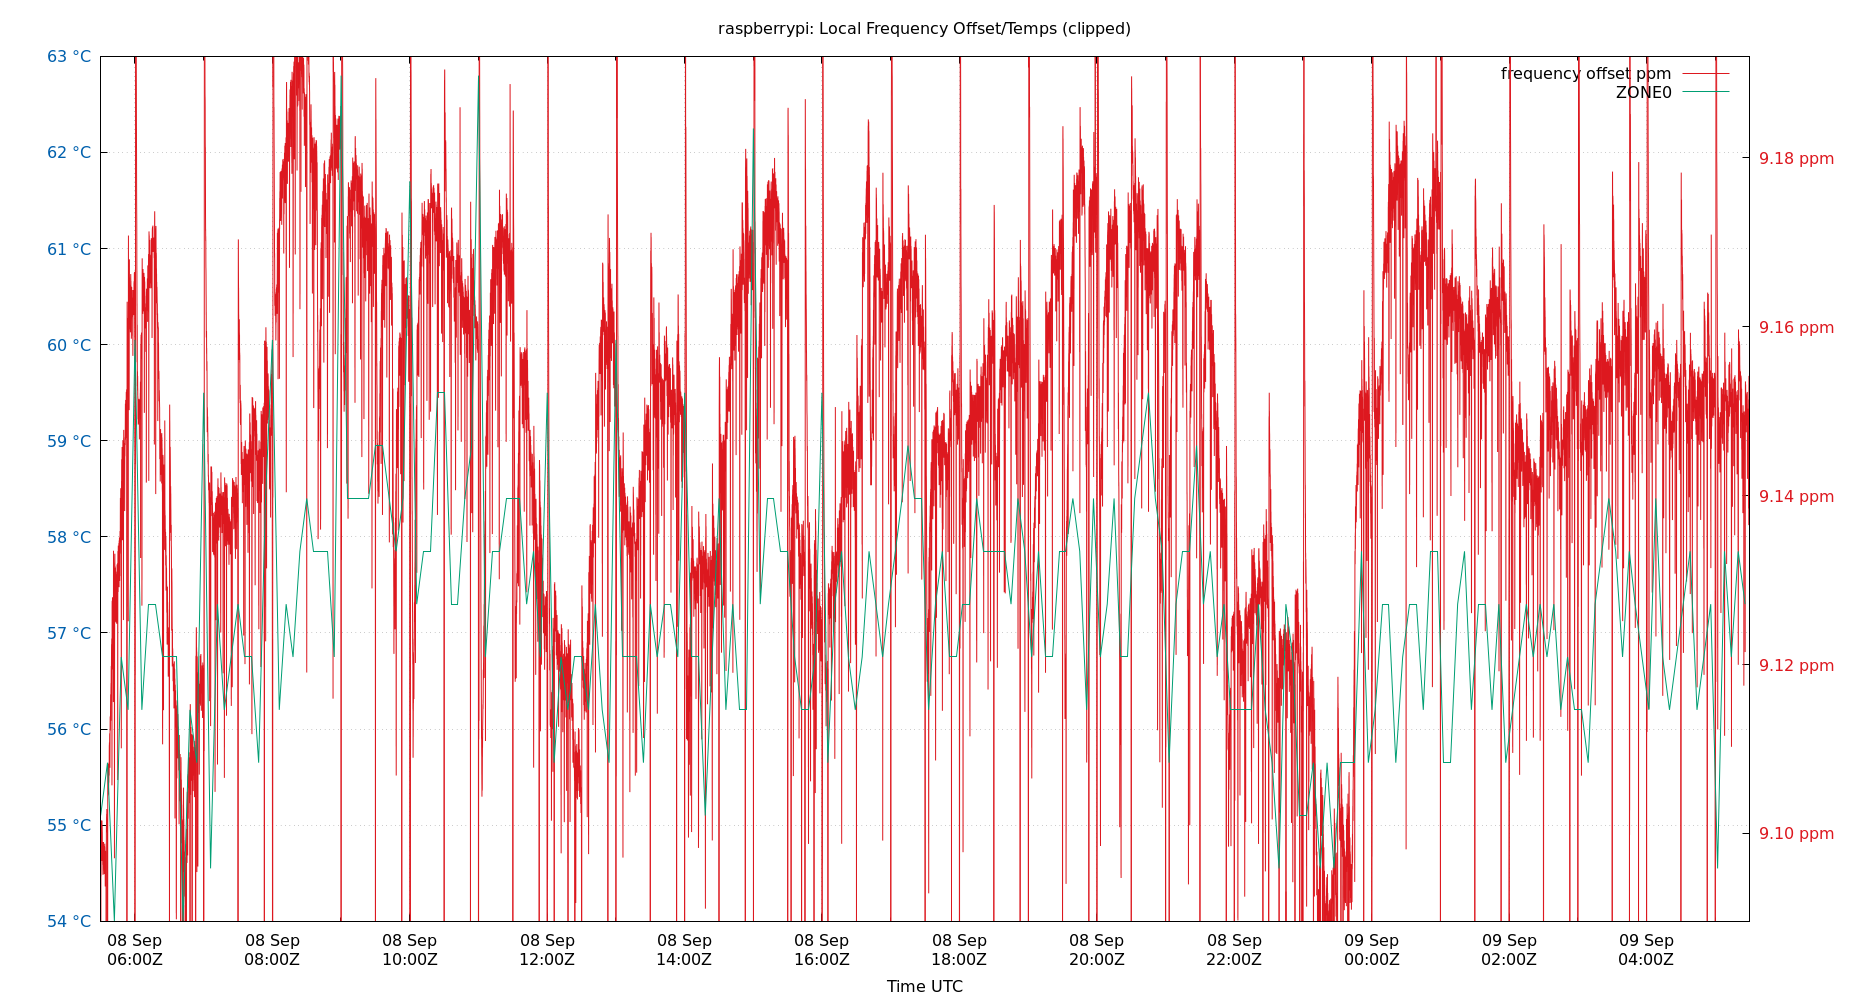 raspberrypi: Local Frequency Offset/Temps (clipped)
63 °C
62 °C
61 °C
60 °C
59 °C
58 °C
57 °C
56 °C
55 °C
54 °C
frequency offset ppm
ZONE0
9.18 ppm
9.16 ppm
9.14 ppm
9.12 ppm
9.10 ppm
08 Sep 08 Sep 08 Sep 08 Sep 08 Sep 08 Sep 08 Sep 08 Sep 08 Sep 09 Sep 09 Sep 09 Sep
06:00Z 08:00Z 10:00Z 12:00Z 14:00Z 16:00Z 18:00Z 20:00Z 22:00Z 00:00Z 02:00Z 04:00Z
Time UTC